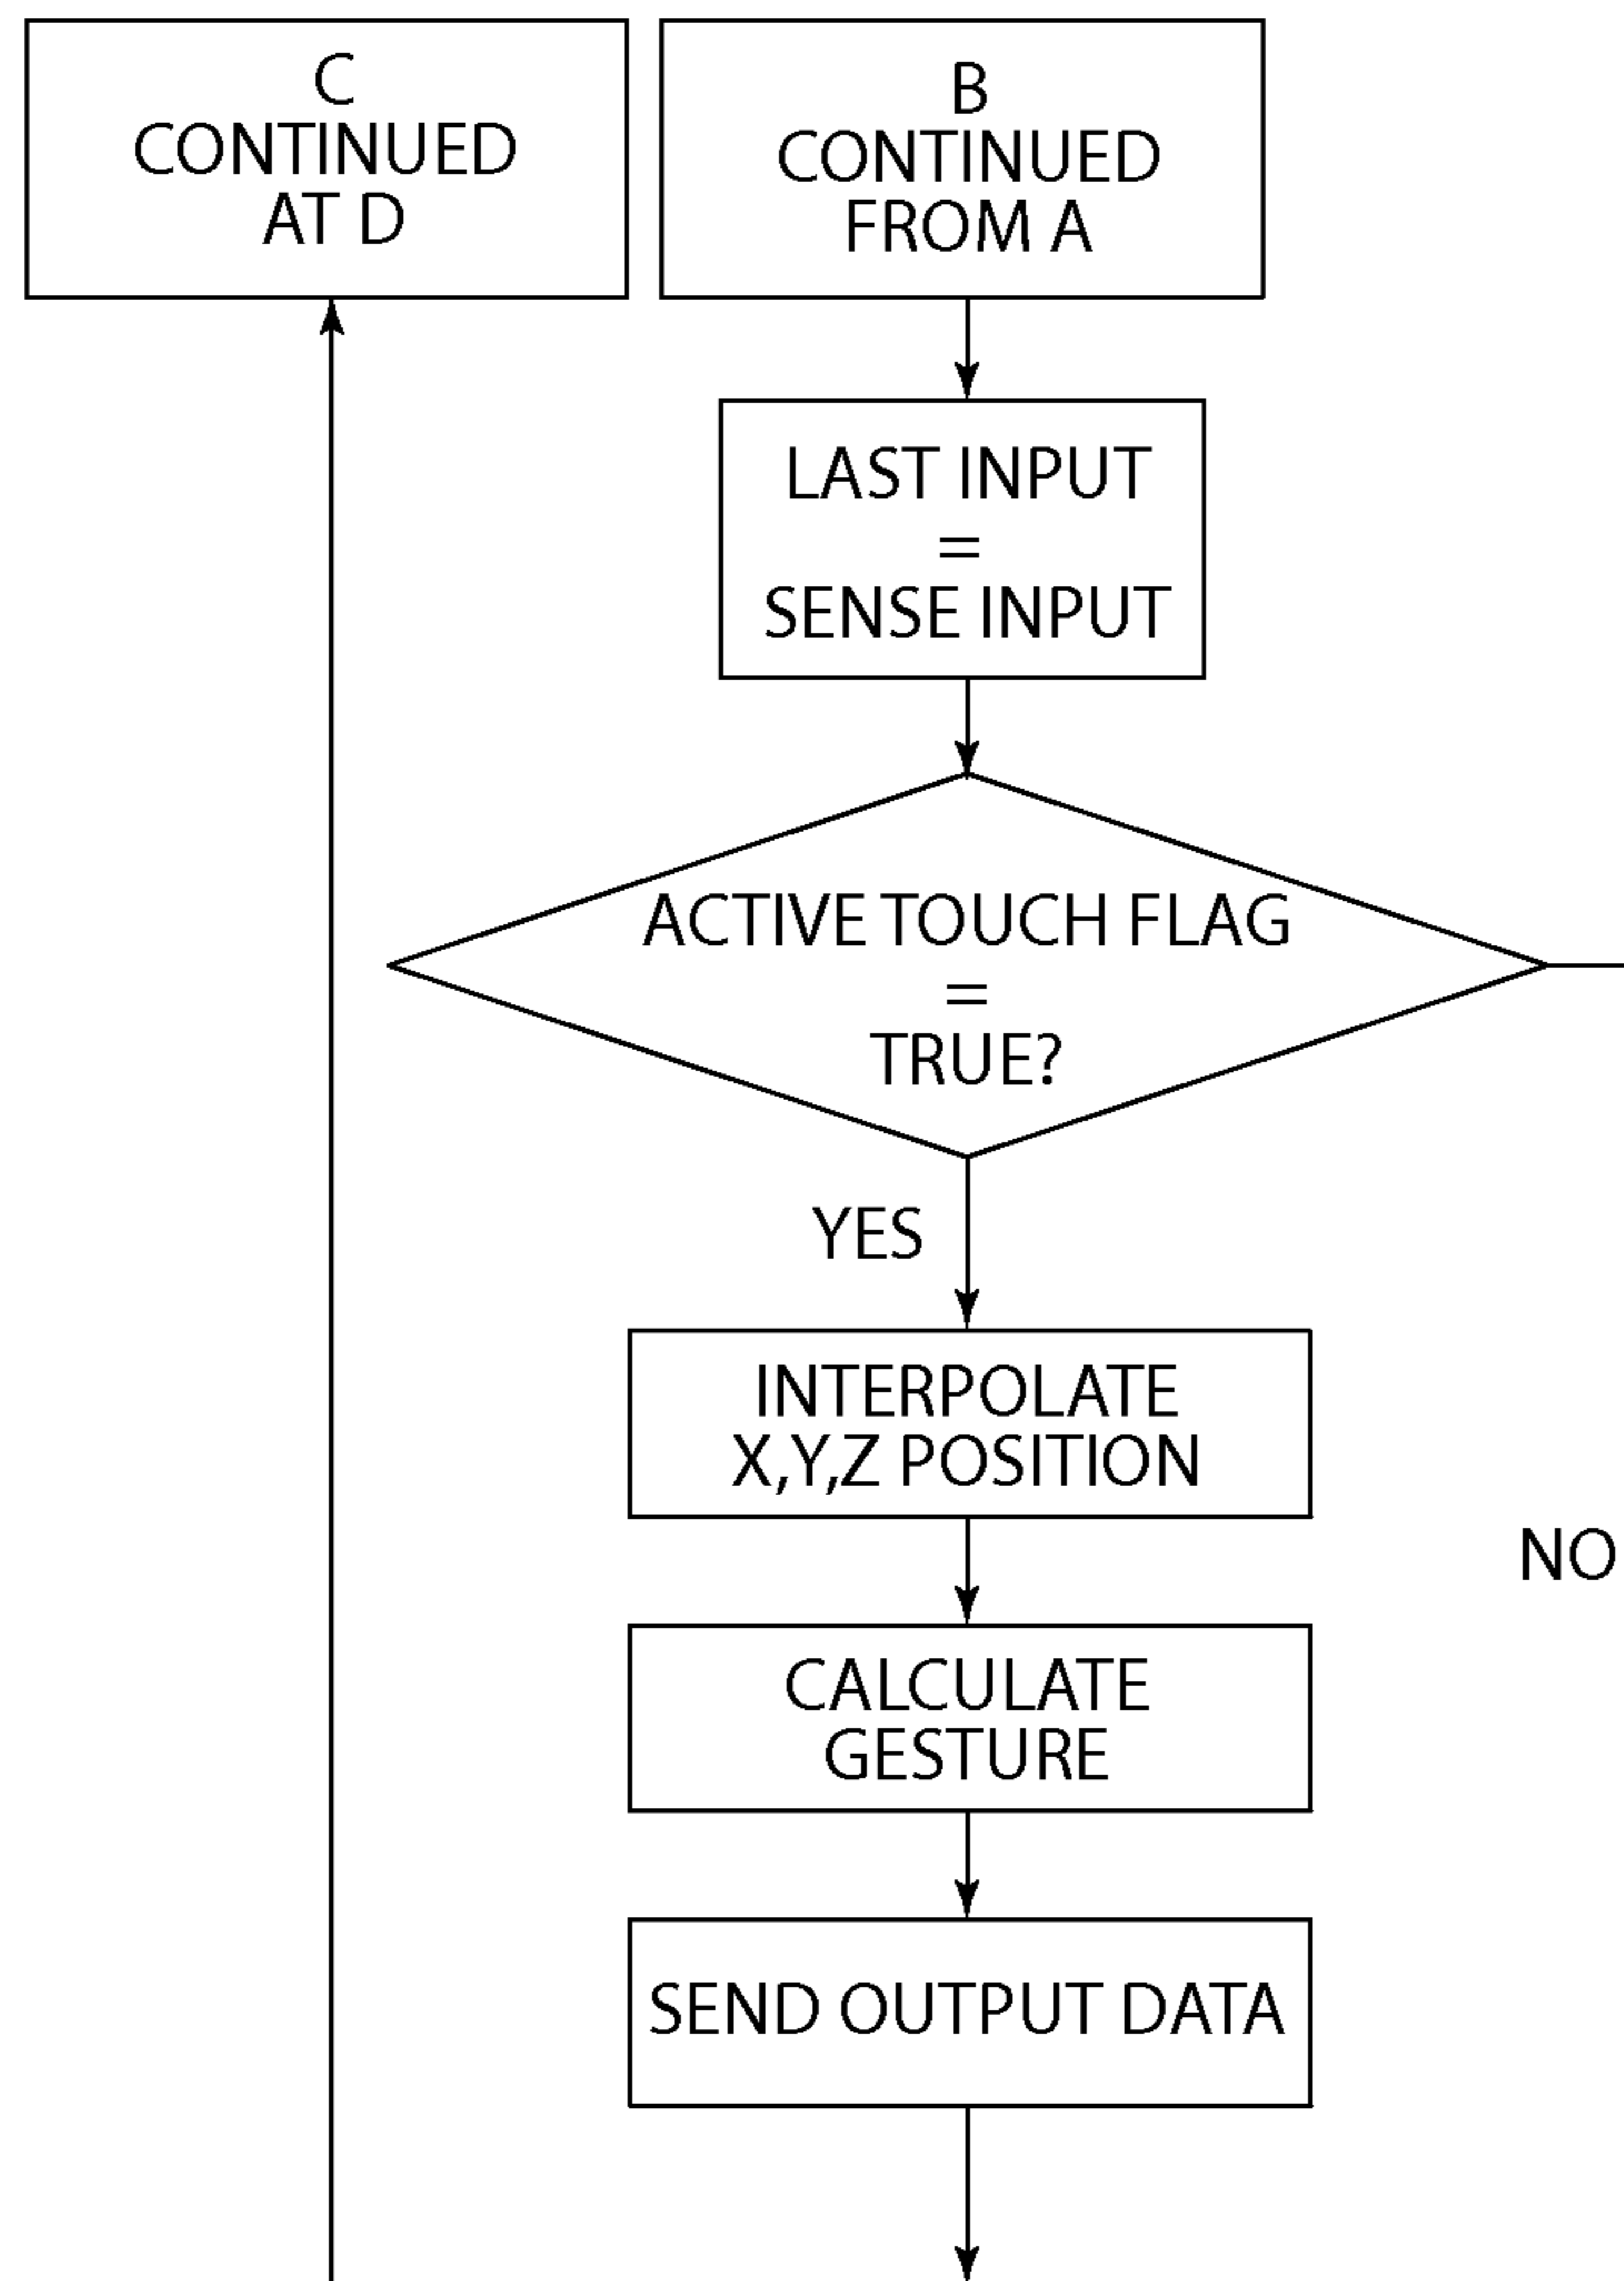 C
CONTINUED
AT D
B
CONTINUED
FROM A
LAST INPUT
=
SENSE INPUT
ACTIVE TOUCH FLAG
=
TRUE?
YES
INTERPOLATE
X,Y,Z POSITION
NO
CALCULATE
GESTURE
SEND OUTPUT DATA